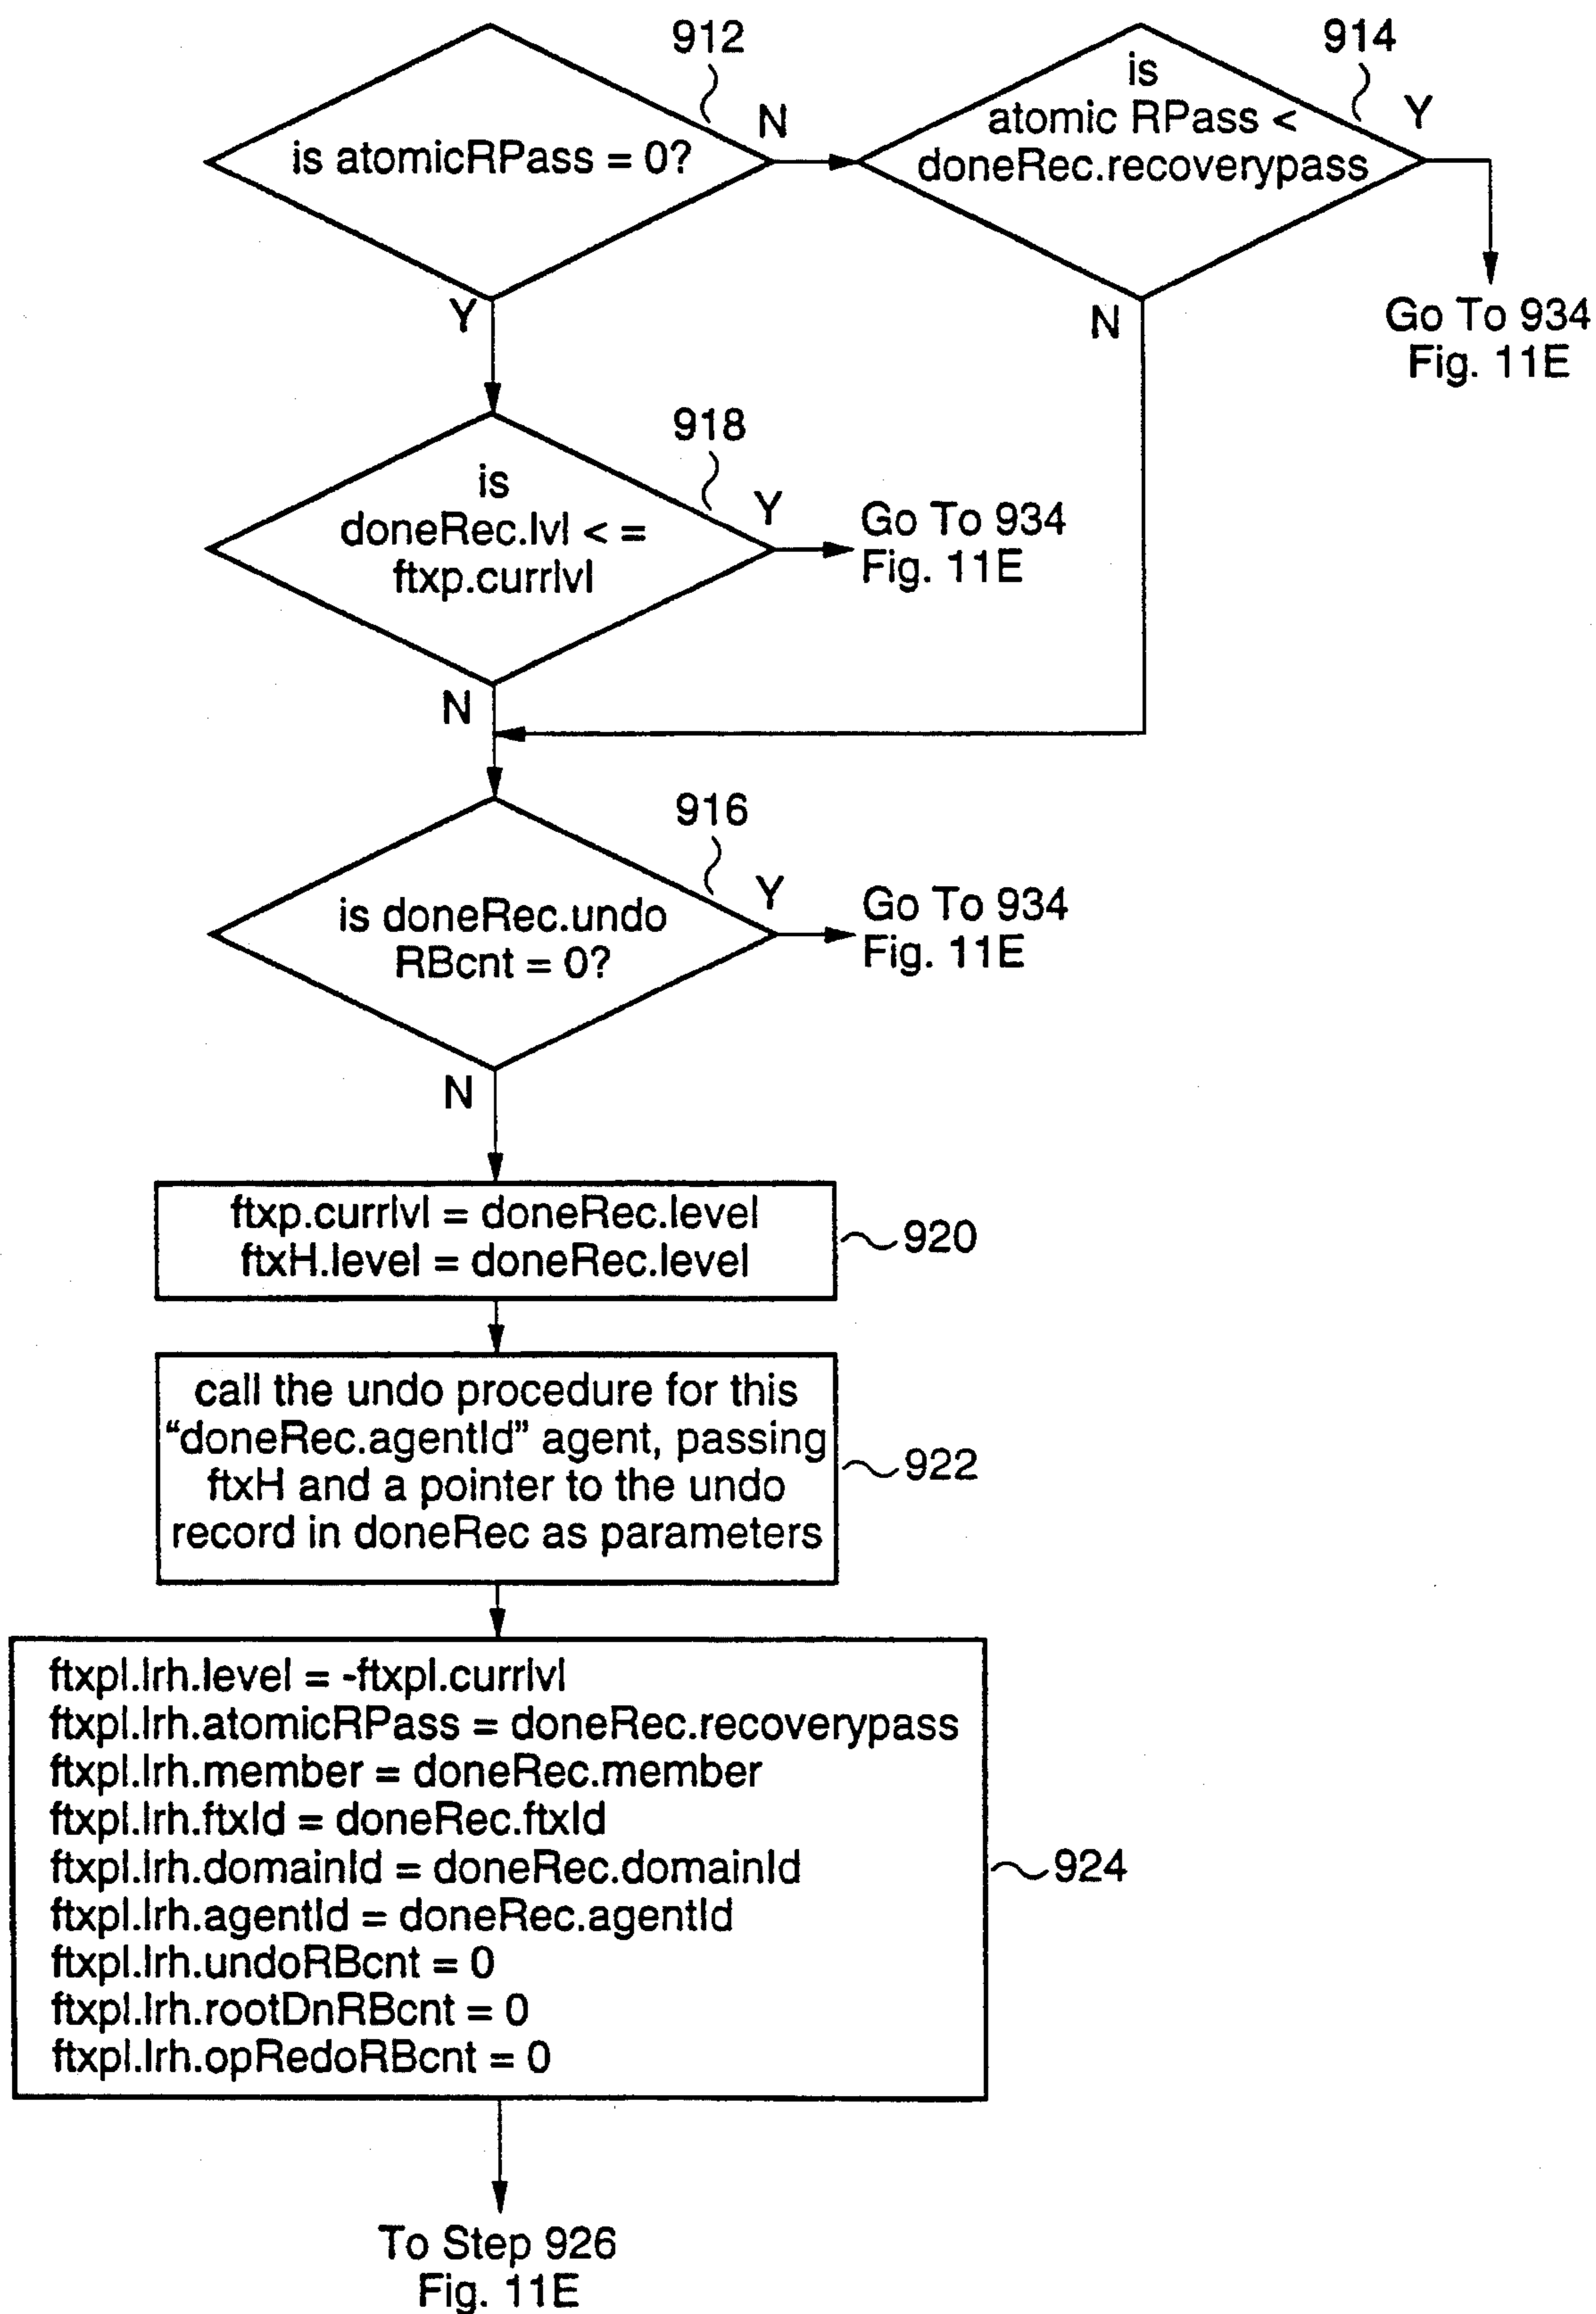 912
is atomicRPass = 0?
N
Y
914
is
atomic RPass <
doneRec.recoverypass
Y
N
Go To 934
Fig. 11E
918
is
doneRec.lvl < =
ftxp.currlvl
Y
Go To 934
Fig. 11E
N
916
is doneRec.undo
RBcnt = 0?
Y
Go To 934
Fig. 11E
N
ftxp.currlvl = doneRec.level
ftxH.level = doneRec.level
920
call the undo procedure for this
“doneRec.agentId” agent, passing
ftxH and a pointer to the undo
record in doneRec as parameters
922
ftxpl.lrh.level = -ftxpl.currlvl
ftxpl.lrh.atomicRPass = doneRec.recoverypass
ftxpl.lrh.member = doneRec.member
ftxpl.lrh.ftxId = doneRec.ftxId
ftxpl.lrh.domainId = doneRec.domainId
ftxpl.lrh.agentId = doneRec.agentId
ftxpl.lrh.undoRBcnt = 0
ftxpl.lrh.rootDnRBcnt = 0
ftxpl.lrh.opRedoRBcnt = 0
924
To Step 926
Fig. 11E